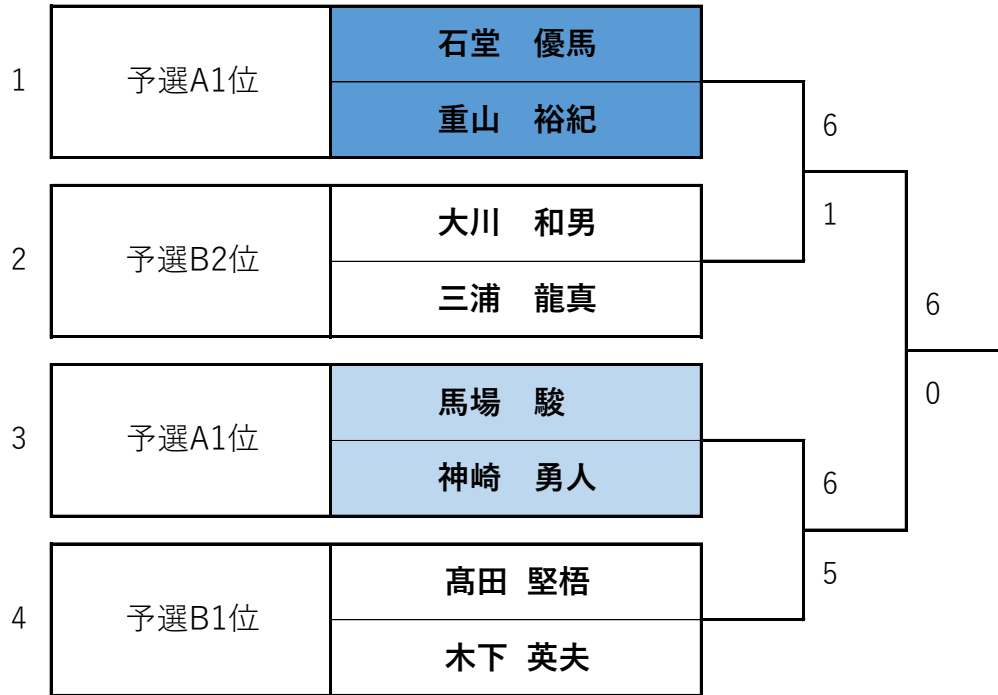 1
予選A1位
石堂　優馬
重山　裕紀
6
1
2
予選B2位
大川　和男
三浦　龍真
6
0
3
予選A1位
馬場　駿
神崎　勇人
6
5
4
予選B1位
髙田 堅悟
木下 英夫